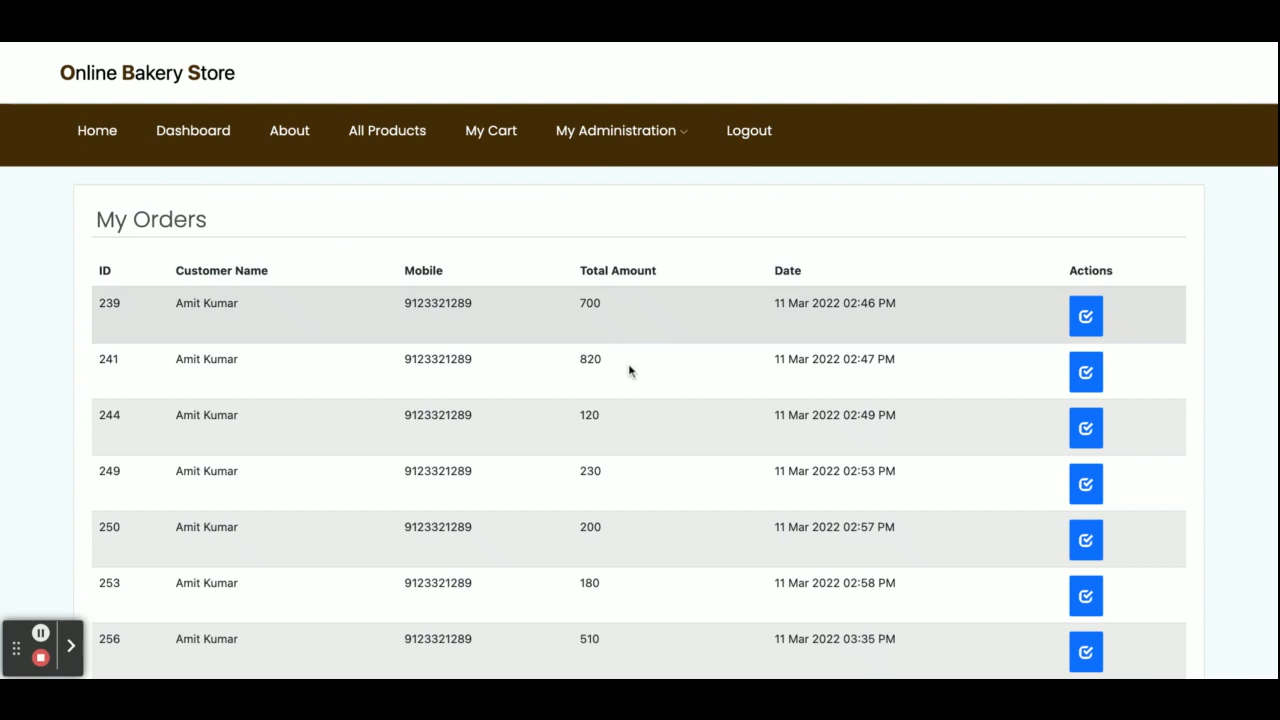 Online Bakery Store
Home Dashboard About All Products My Cart My Administration Logout
My Orders
ID Customer Name Mobile Total Amount Date Actions
239 Amit Kumar 9123321289 700 11 Mar 2022 02:46 PM
241 Amit Kumar 9123321289 820 11 Mar 2022 02:47 PM
244 Amit Kumar 9123321289 120 11 Mar 2022 02:49 PM
249 Amit Kumar 9123321289 230 11 Mar 2022 02:53 PM
250 Amit Kumar 9123321289 200 11 Mar 2022 02:57 PM
253 Amit Kumar 9123321289 180 11 Mar 2022 02:58 PM
256 Amit Kumar 9123321289 510 11 Mar 2022 03:35 PM